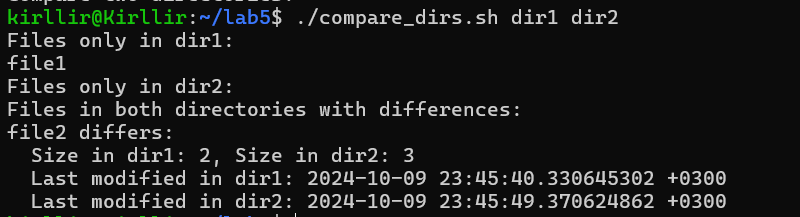 kirllir@Kirllir:~/lab5$ ./compare_dirs.sh dir1 dir2
Files only in dir1:
file1
Files only in dir2:
Files in both directories with differences:
file2 differs:
  Size in dir1: 2, Size in dir2: 3
  Last modified in dir1: 2024-10-09 23:45:40.330645302 +0300
  Last modified in dir2: 2024-10-09 23:45:49.370624862 +0300